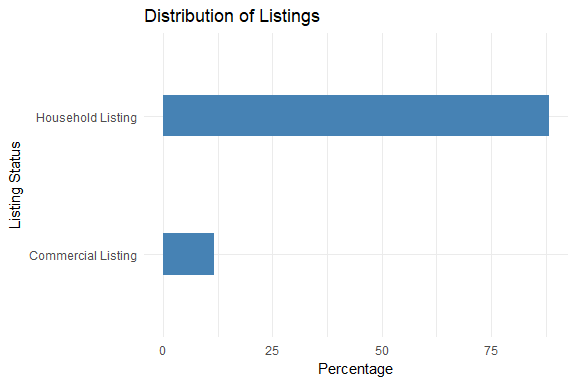 Distribution of Listings
Listing Status
Household Listing
Commercial Listing
0 25 50 75
Percentage